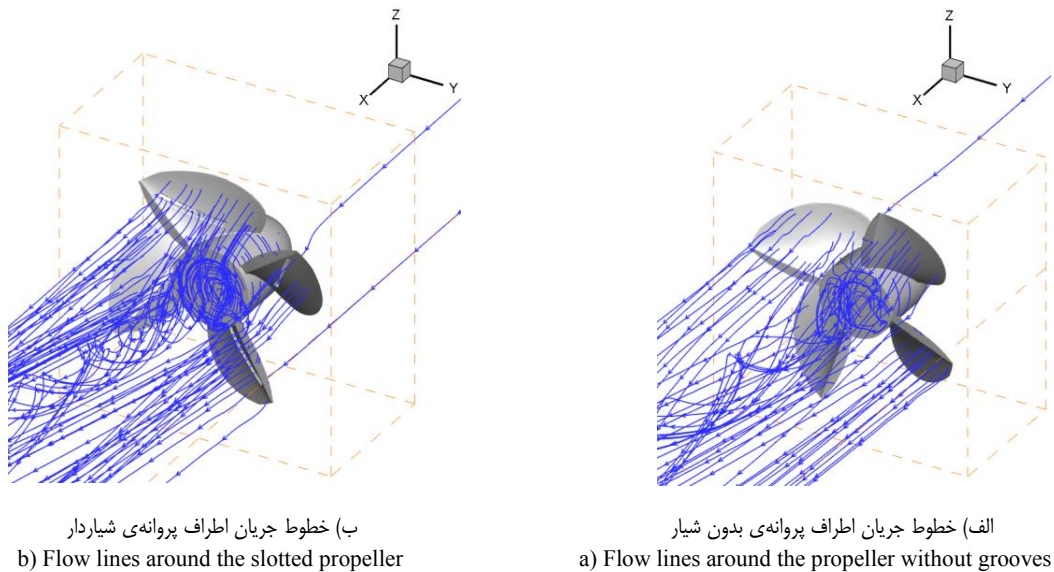 Z
X
Y
Z
X
Y
الف) خطوط جریان اطراف پروانه‌ی بدون شیار
a) Flow lines around the propeller without grooves
ب) خطوط جریان اطراف پروانه‌ی شیاردار
b) Flow lines around the slotted propeller